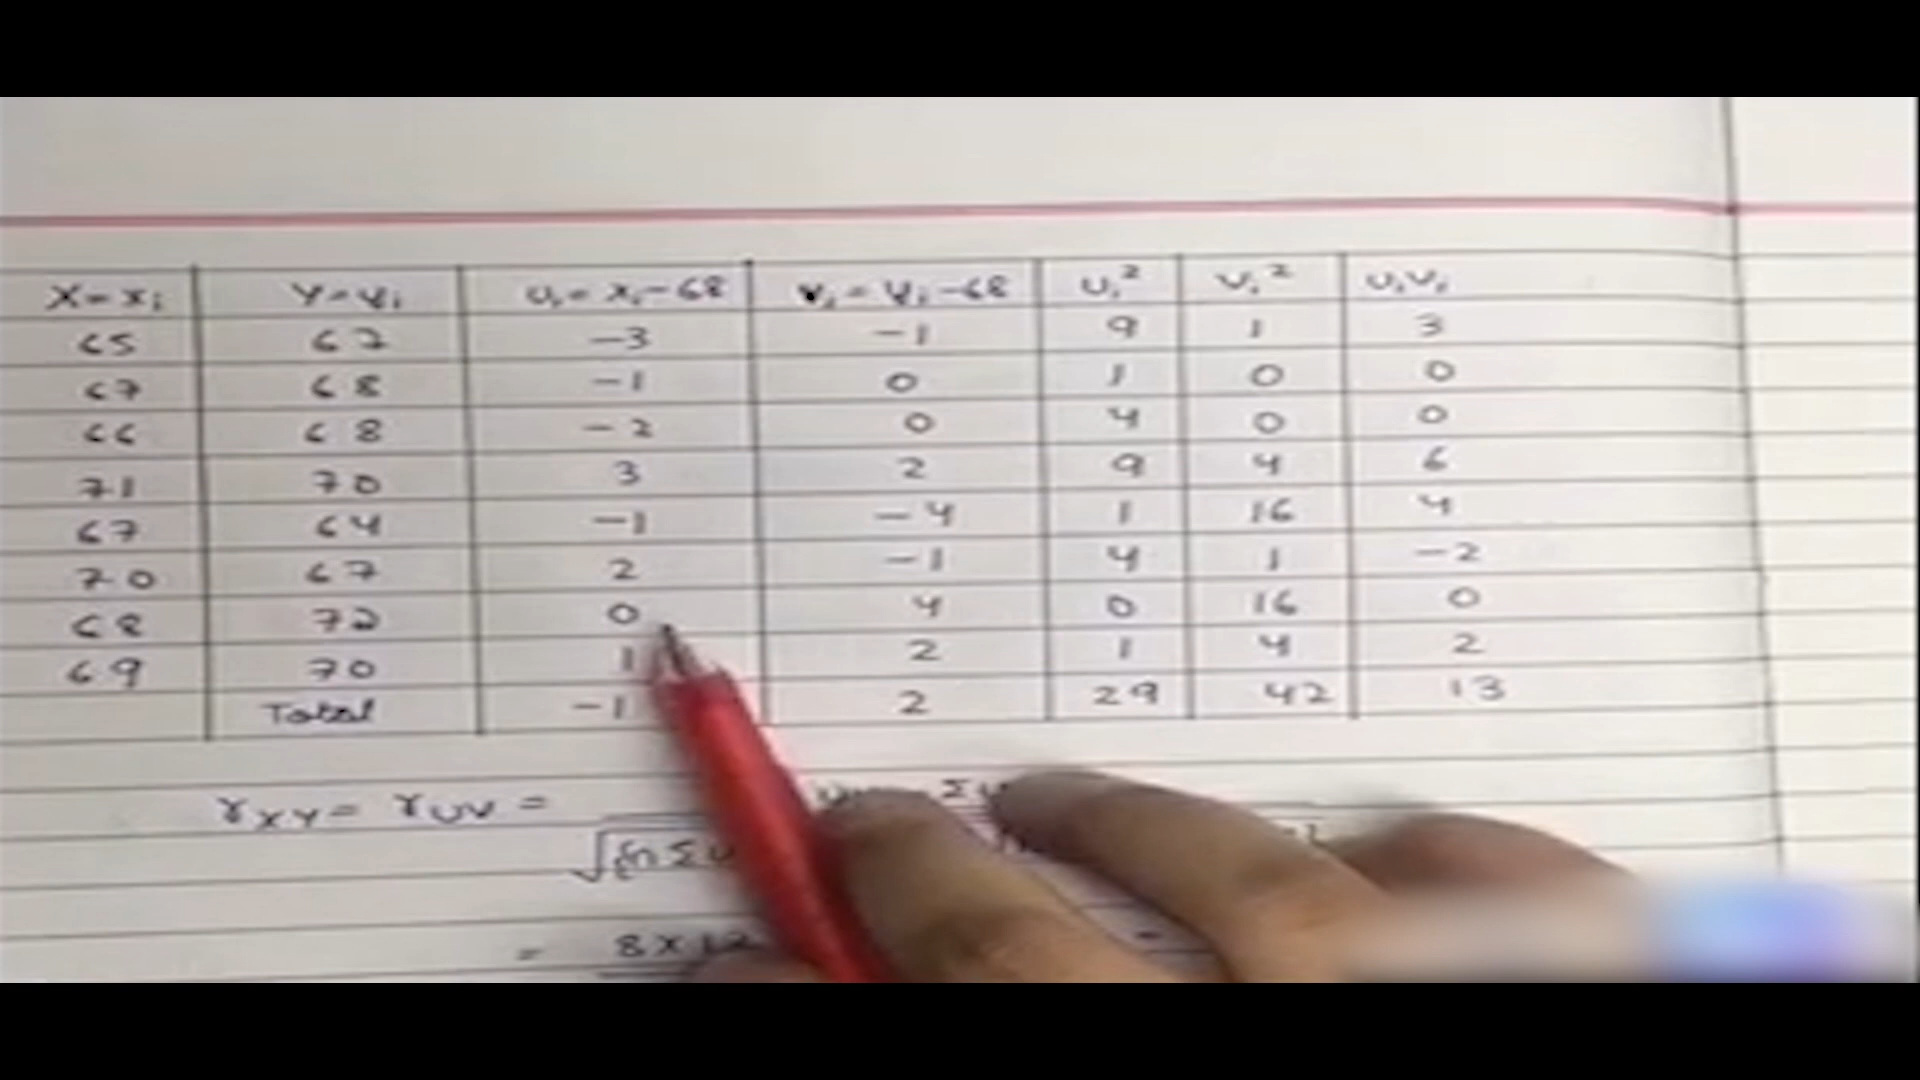 X=xᵢ Y=yᵢ uᵢ=xᵢ-68 vᵢ=yᵢ-68 uᵢ² vᵢ² uᵢvᵢ
65 67 -3 -1 9 1 3
67 68 -1 0 1 0 0
66 68 -2 0 4 0 0
71 70 3 2 9 4 6
67 64 -1 -4 1 16 4
70 67 2 -1 4 1 -2
68 72 0 4 0 16 0
69 70 1 2 1 4 2
Total -1 2 29 42 13
rXY= rUV=
= 8X